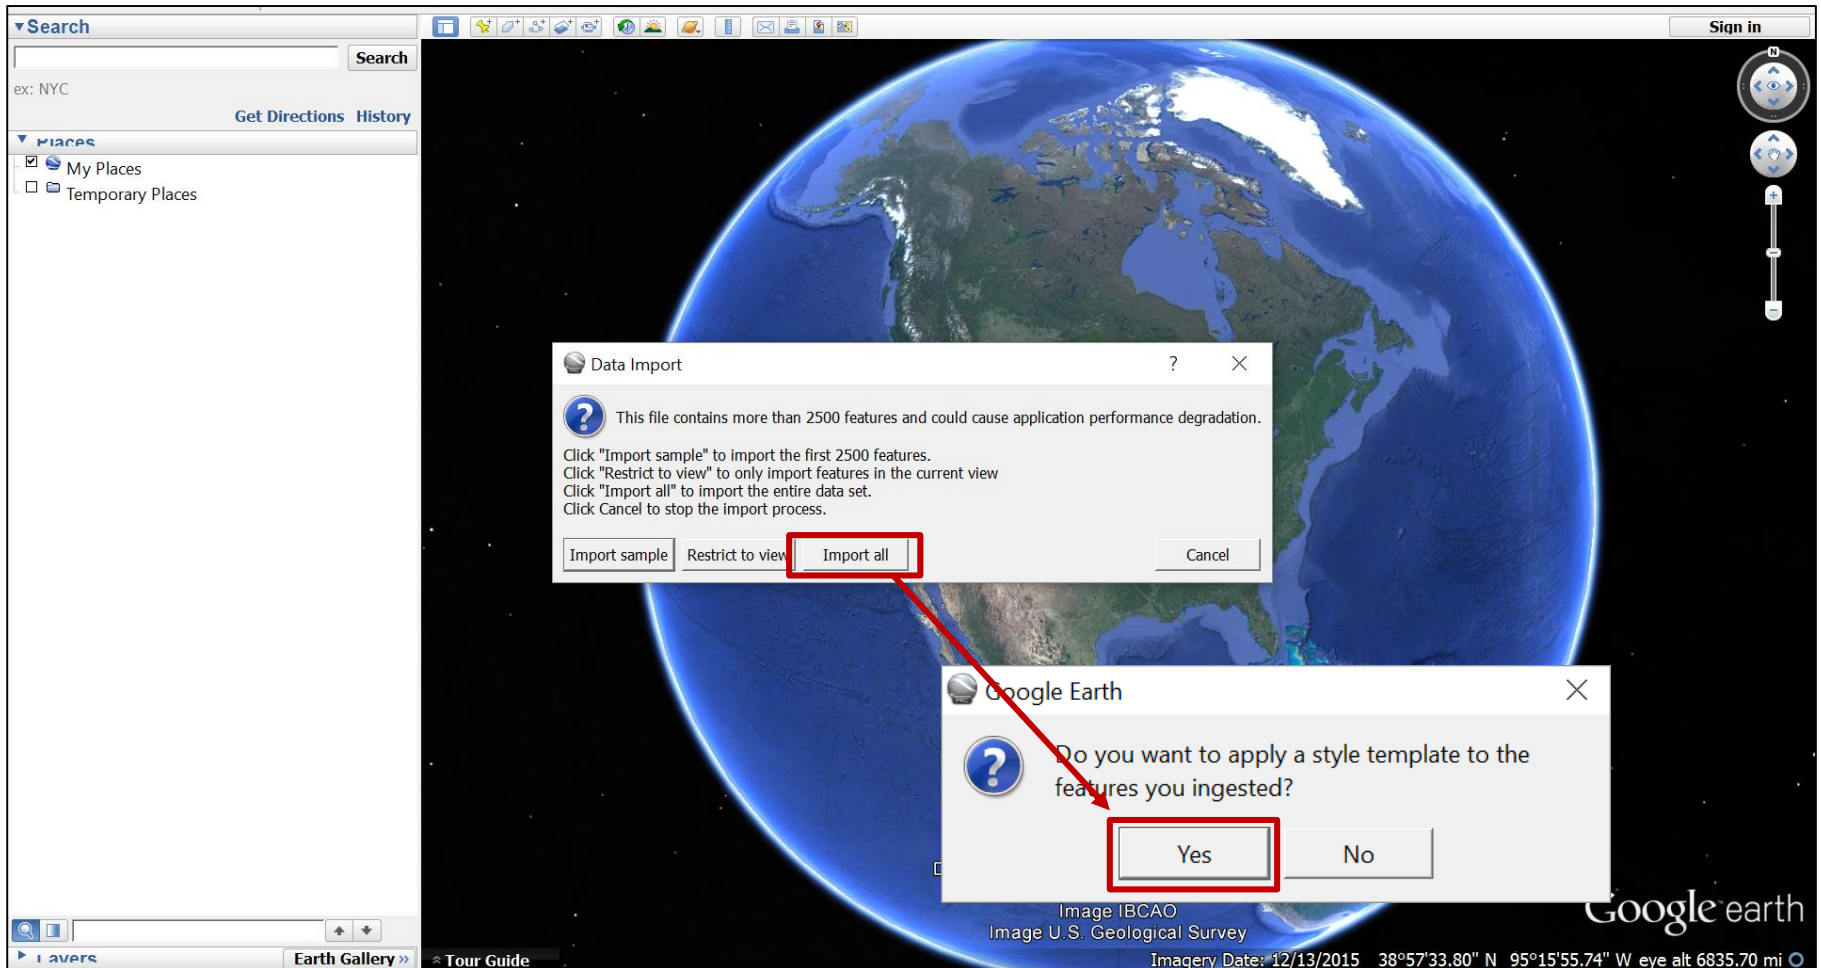 Search
Sign in
Search
ex: NYC
Get Directions History
Places
My Places
Temporary Places
N
Data Import
This file contains more than 2500 features and could cause application performance degradation.
Click "Import sample" to import the first 2500 features.
Click "Restrict to view" to only import features in the current view
Click "Import all" to import the entire data set.
Click Cancel to stop the import process.
Import sample Restrict to view Import all Cancel
Google Earth
Do you want to apply a style template to the
features you ingested?
Yes No
Image IBCAO
Image U.S. Geological Survey
Google earth
Layers
Earth Gallery »
Tour Guide
Imagery Date: 12/13/2015 38°57'33.80" N 95°15'55.74" W eye alt 6835.70 mi